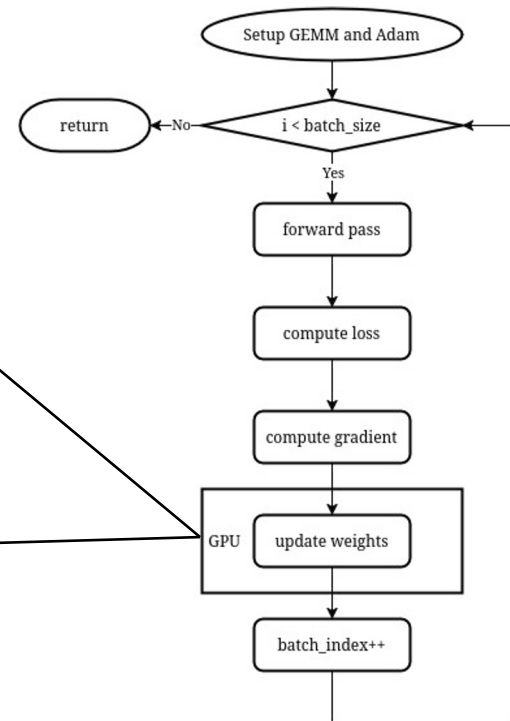 Setup GEMM and Adam
return
No
i < batch_size
Yes
forward pass
compute loss
compute gradient
GPU
update weights
batch_index++